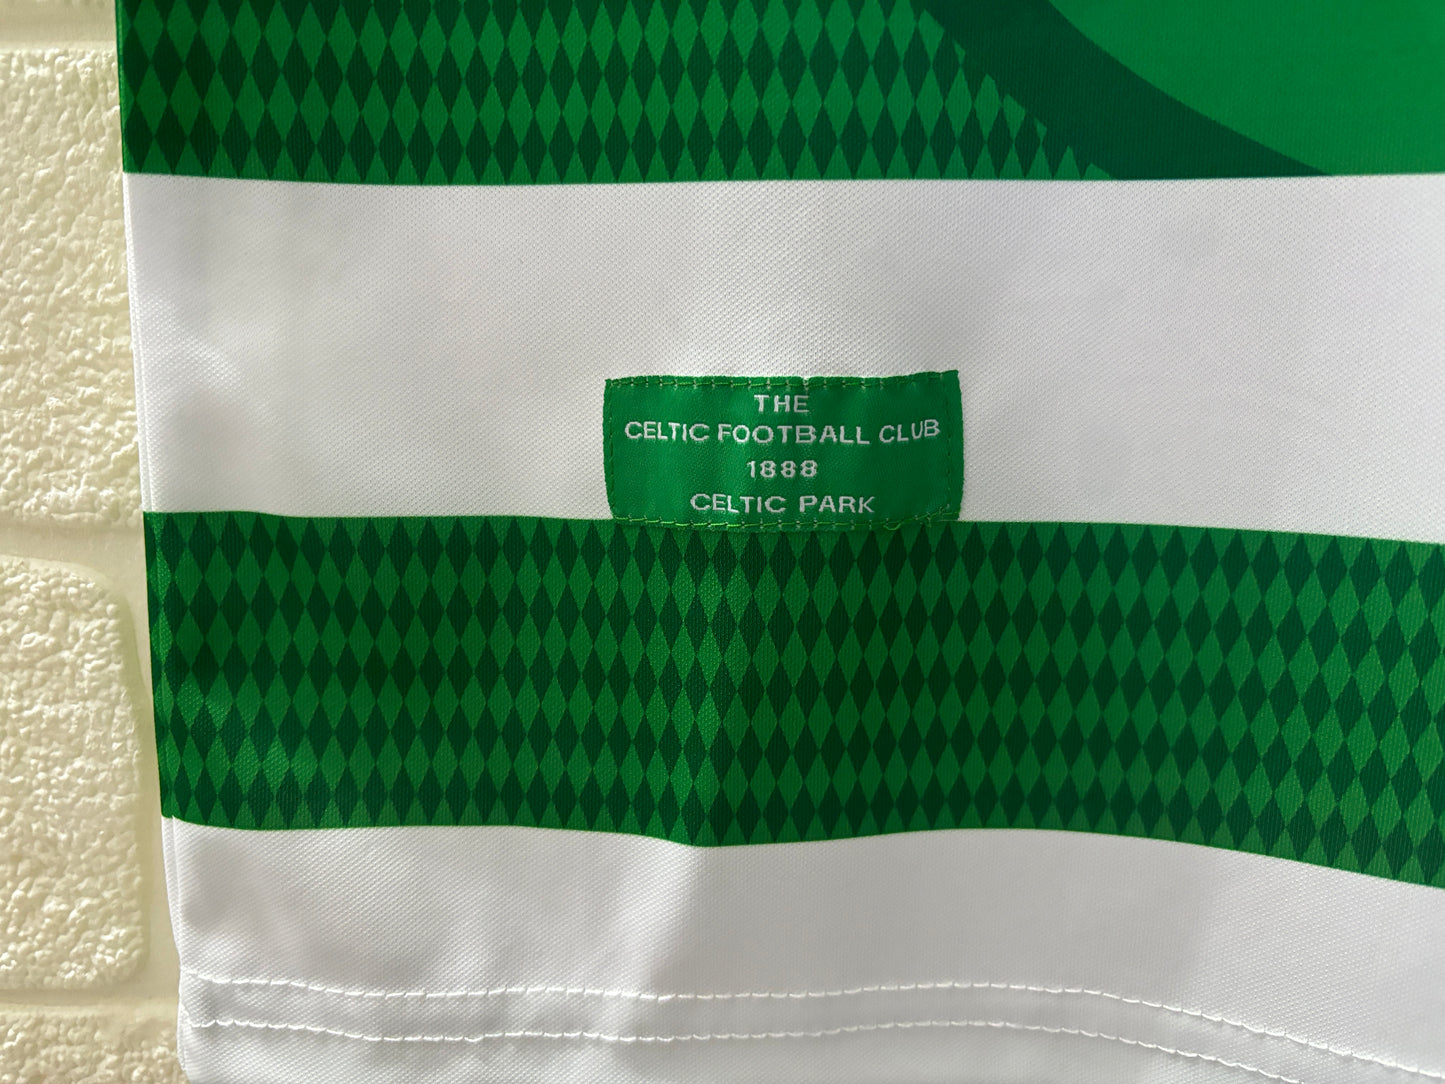 THE
CELTIC FOOTBALL CLUB
1888
CELTIC PARK